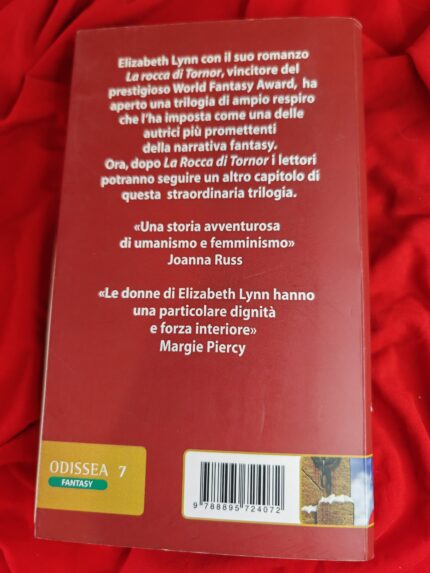 Elizabeth Lynn con il suo romanzo
La rocca di Tornor, vincitore del
prestigioso World Fantasy Award, ha
aperto una trilogia di ampio respiro
che l'ha imposta come una delle
autrici più promettenti
della narrativa fantasy.
Ora, dopo La Rocca di Tornor i lettori
potranno seguire un altro capitolo di
questa straordinaria trilogia.
«Una storia avventurosa
di umanismo e femminismo»
Joanna Russ
«Le donne di Elizabeth Lynn hanno
una particolare dignità
e forza interiore»
Margie Piercy
ODISSEA 7
FANTASY
9 788895 724072